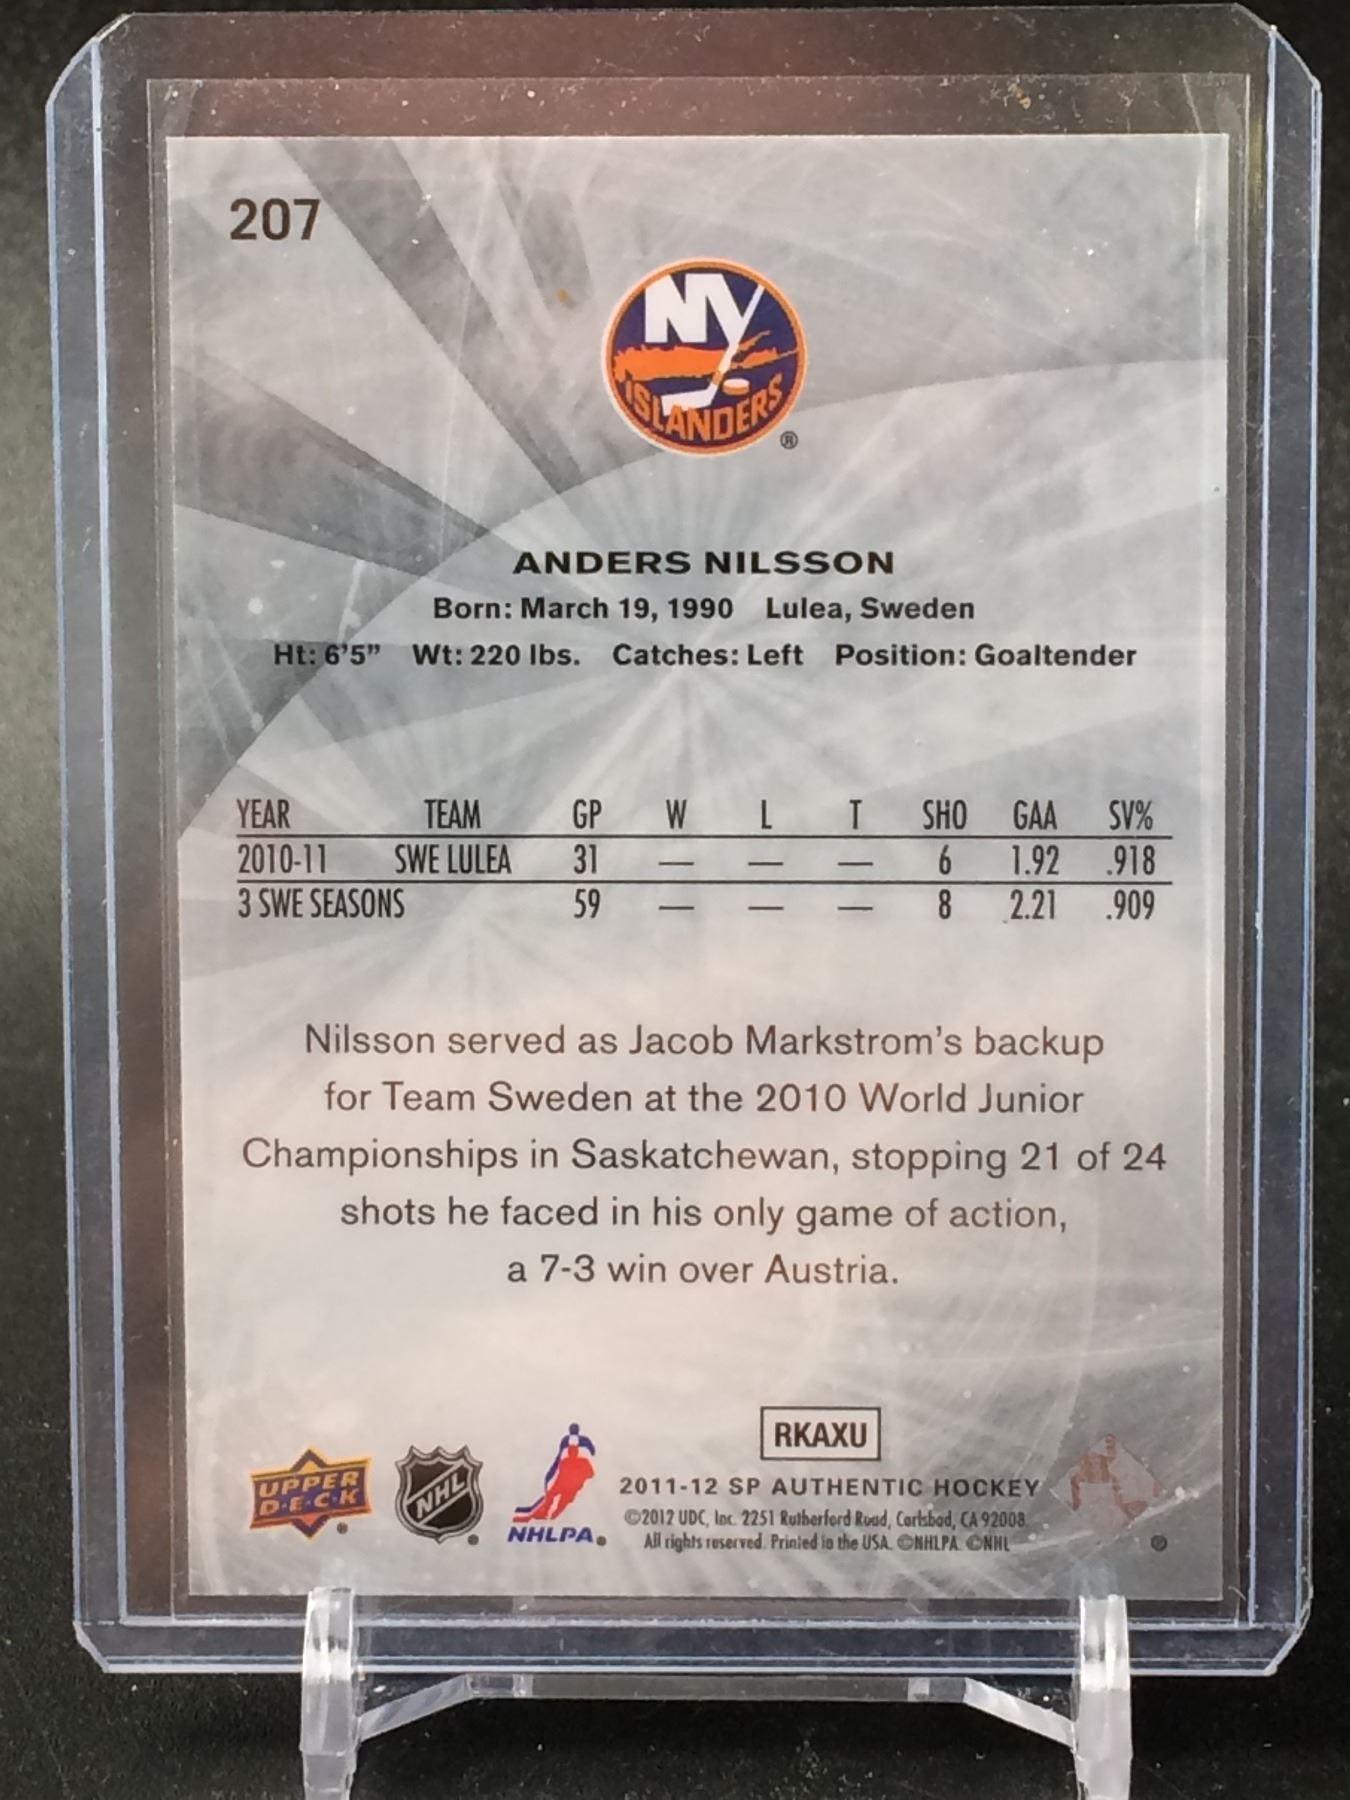 207
NY
ISLANDERS
®
ANDERS NILSSON
Born: March 19, 1990 Lulea, Sweden
Ht: 6'5" Wt: 220 lbs. Catches: Left Position: Goaltender
YEAR TEAM GP W L T SHO GAA SV%
2010-11 SWE LULEA 31 — — — 6 1.92 .918
3 SWE SEASONS 59 — — — 8 2.21 .909
Nilsson served as Jacob Markstrom's backup
for Team Sweden at the 2010 World Junior
Championships in Saskatchewan, stopping 21 of 24
shots he faced in his only game of action,
a 7-3 win over Austria.
RKAXU
UPPER
D·E·C·K
NHL
NHLPA
2011-12 SP AUTHENTIC HOCKEY
©2012 UDC, Inc. 2251 Rutherford Road, Carlsbad, CA 92008.
All rights reserved. Printed in the USA. ©NHLPA. ©NHL